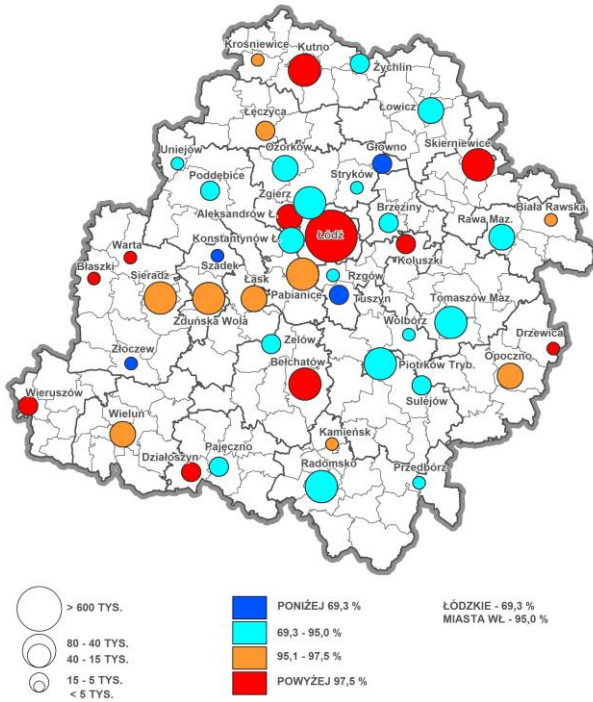 Krośniewice
Kutno
Żychlin
Łowicz
Łęczyca
Skierniewice
Uniejów
Ozorków
Głowno
Poddębice
Stryków
Zgierz
Brzeziny
Biała Rawska
Aleksandrów Ł.
Rawa Maz.
Konstantynów Ł.
Łódź
Koluszki
Warta
Szadek
Błaszki
Sieradz
Łask
Rzgów
Pabianice
Tuszyn
Tomaszów Maz.
Zduńska Wola
Wolbórz
Drzewica
Zelów
Złoczew
Opoczno
Piotrków Tryb.
Bełchatów
Sulejów
Wieruszów
Wieluń
Kamieńsk
Działoszyn
Pajęczno
Radomsko
Przedbórz
> 600 TYS.
80 - 40 TYS.
40 - 15 TYS.
15 - 5 TYS.
< 5 TYS.
PONIŻEJ 69,3 %
69,3 - 95,0 %
95,1 - 97,5 %
POWYŻEJ 97,5 %
ŁÓDZKIE - 69,3 %
MIASTA WŁ - 95,0 %